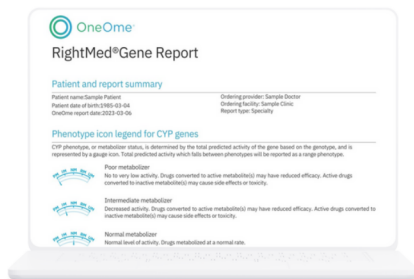 OneOme
RightMed®Gene Report
Patient and report summary
Patient name:Sample Patient
Patient date of birth:1985-03-04
OneOme report date:2023-03-06
Ordering provider: Sample Doctor
Ordering facility: Sample Clinic
Report type: Specialty
Phenotype icon legend for CYP genes
CYP phenotype, or metabolizer status, is determined by the total predicted activity of the gene based on the genotype, and is
represented by a gauge icon. Total predicted activity which falls between phenotypes will be reported as a range phenotype.
Poor metabolizer
No to very low activity. Drugs converted to active metabolite(s) may have reduced efficacy. Active drugs
converted to inactive metabolite(s) may cause side effects or toxicity.
Intermediate metabolizer
Decreased activity. Drugs converted to active metabolite(s) may have reduced efficacy. Active drugs converted to
inactive metabolite(s) may cause side effects or toxicity.
Normal metabolizer
Normal level of activity. Drugs metabolized at a normal rate.